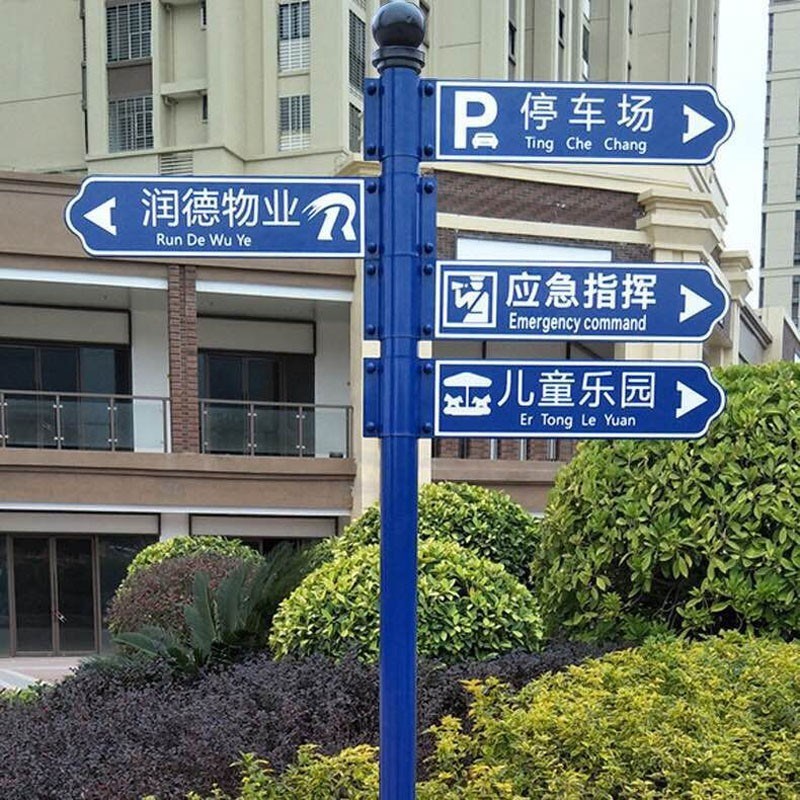 P 停车场
Ting Che Chang
润德物业
Run De Wu Ye
应急指挥
Emergency command
儿童乐园
Er Tong Le Yuan